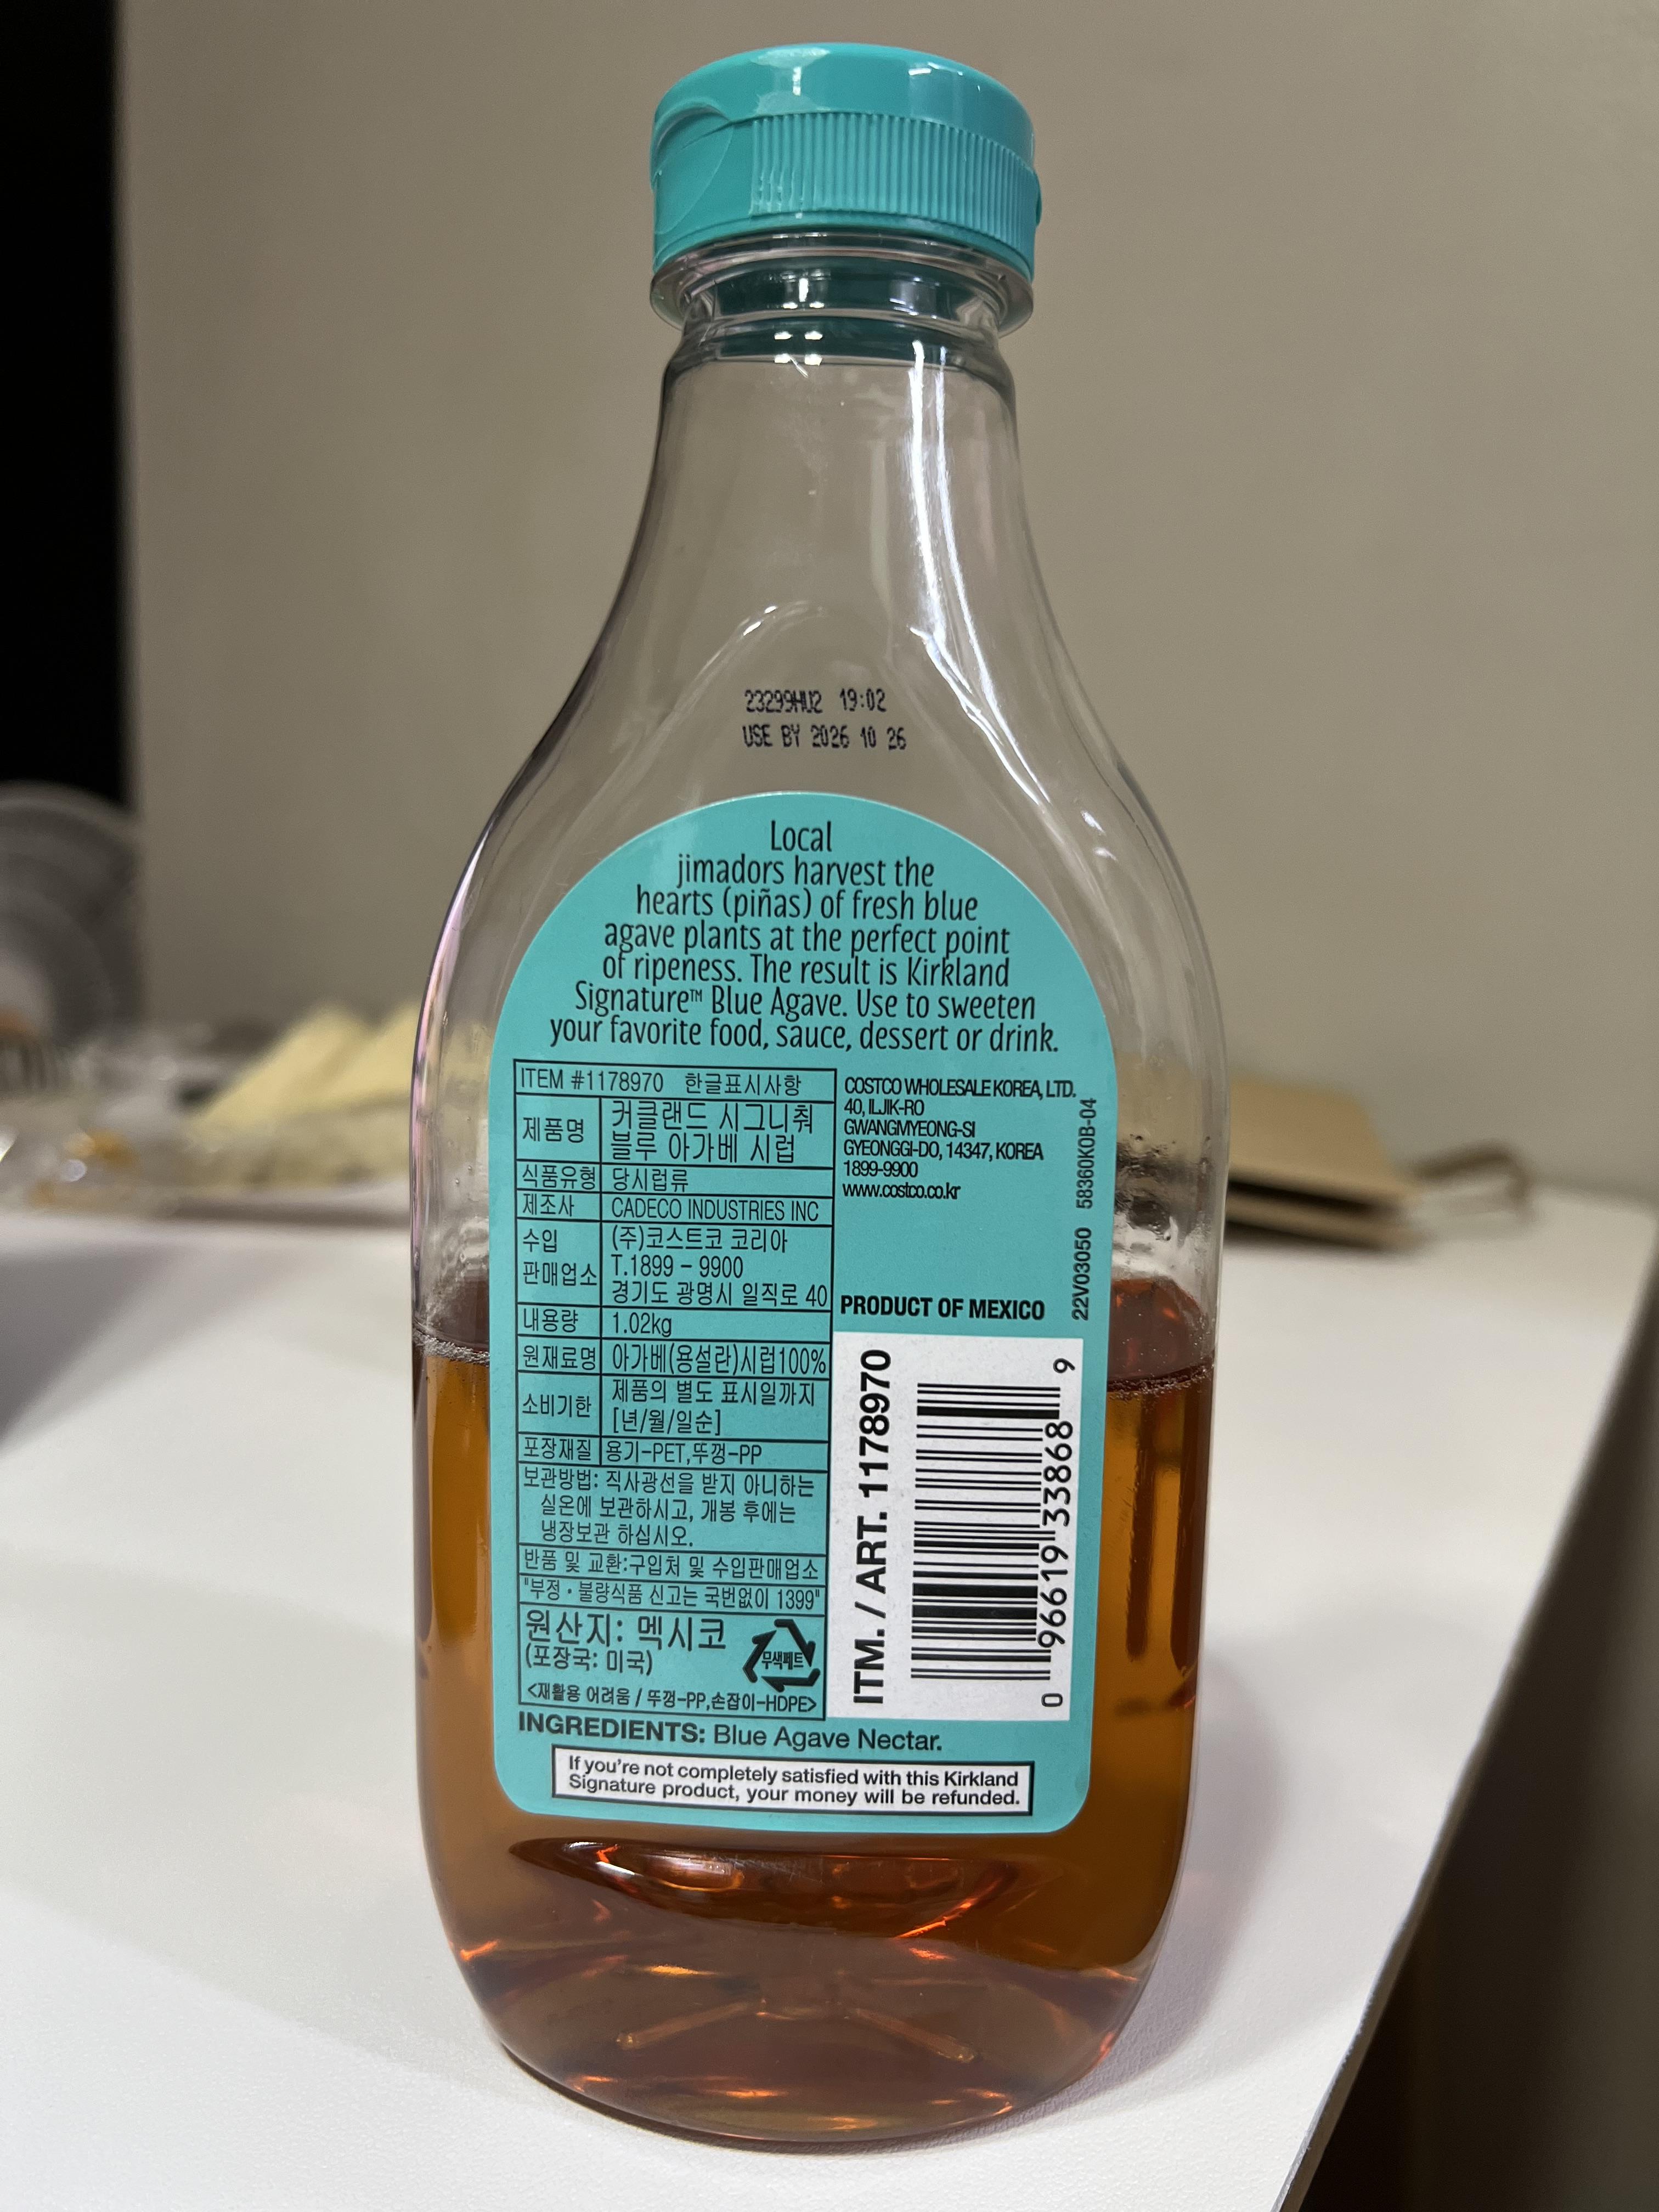 23299HU2 19:02
USE BY 2026 10 26
Local
jimadors harvest the
hearts (piñas) of fresh blue
agave plants at the perfect point
of ripeness. The result is Kirkland
Signature™ Blue Agave. Use to sweeten
your favorite food, sauce, dessert or drink.
ITEM #1178970 한글표시사항
제품명 커클랜드 시그니춰
블루 아가베 시럽
식품유형 당시럽류
제조사 CADECO INDUSTRIES INC
수입
판매업소
(주)코스트코 코리아
T.1899 - 9900
경기도 광명시 일직로 40
내용량 1.02kg
원재료명 아가베(용설란)시럽100%
소비기한 제품의 별도 표시일까지
[년/월/일순]
포장재질 용기-PET,뚜껑-PP
보관방법: 직사광선을 받지 아니하는
실온에 보관하시고, 개봉 후에는
냉장보관 하십시오.
반품 및 교환:구입처 및 수입판매업소
"부정·불량식품 신고는 국번없이 1399"
원산지: 멕시코
(포장국: 미국)
무색페트
<재활용 어려움 / 뚜껑-PP,손잡이-HDPE>
COSTCO WHOLESALE KOREA, LTD.
40, ILJIK-RO
GWANGMYEONG-SI
GYEONGGI-DO, 14347, KOREA
1899-9900
www.costco.co.kr
PRODUCT OF MEXICO
22V03050 58360K0B-04
ITM. / ART. 1178970
0 96619 33868 9
INGREDIENTS: Blue Agave Nectar.
If you're not completely satisfied with this Kirkland
Signature product, your money will be refunded.